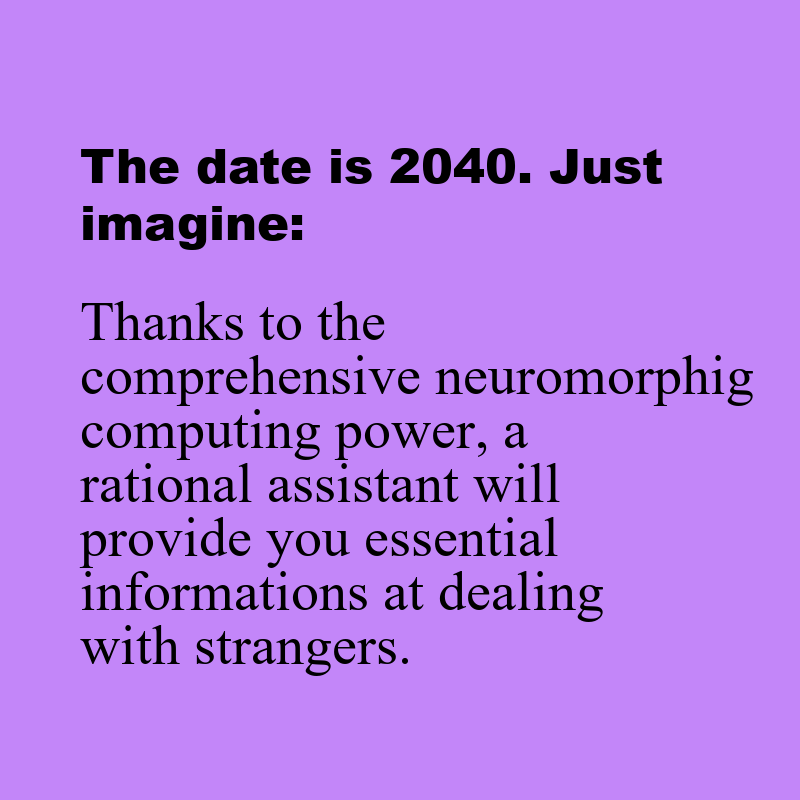 The date is 2040. Just
imagine:
Thanks to the
comprehensive neuromorphig
computing power, a
rational assistant will
provide you essential
informations at dealing
with strangers.